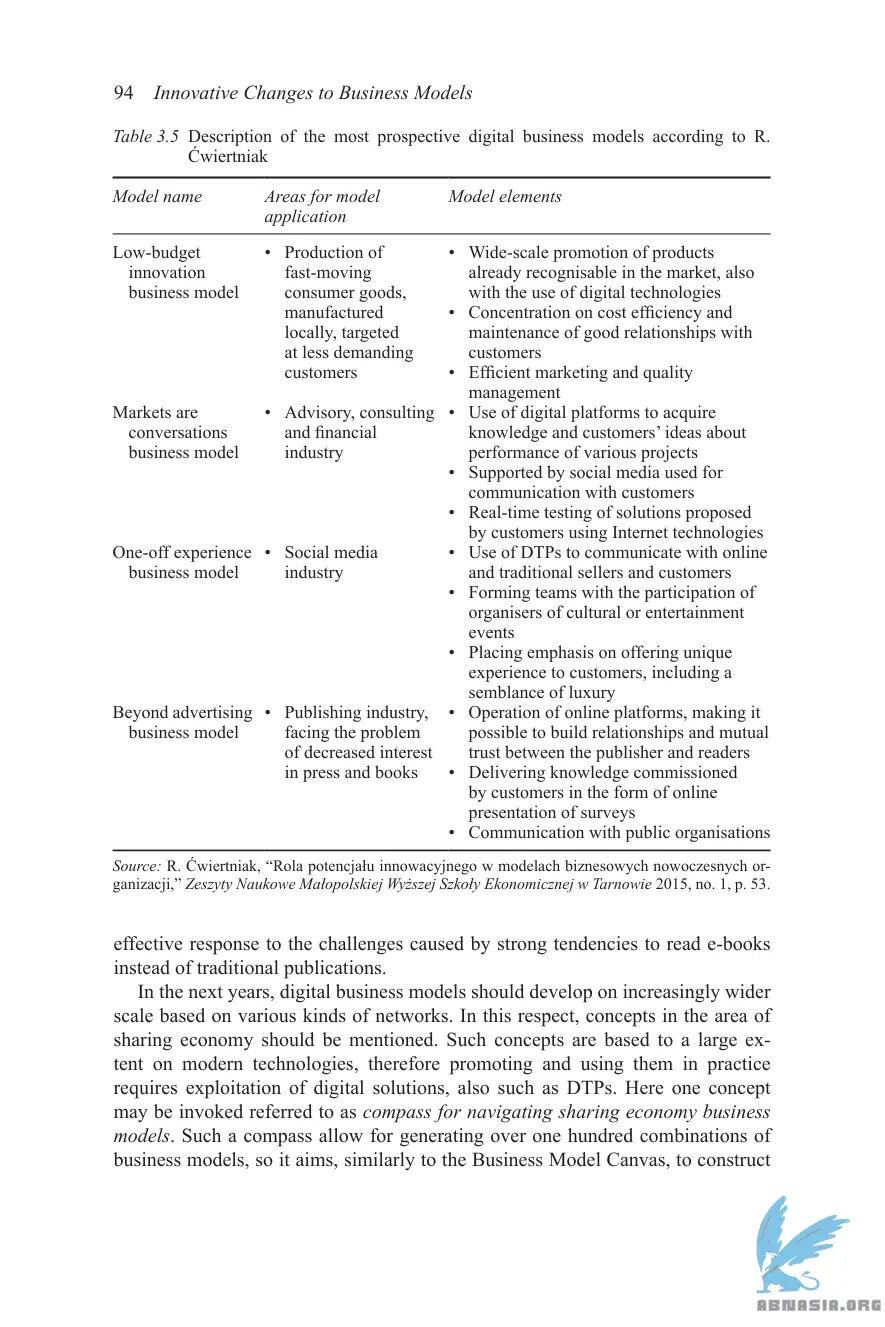 94 Innovative Changes to Business Models
Table 3.5 Description of the most prospective digital business models according to R.
Ćwiertniak
Model name
Areas for model
application
Model elements
Low-budget
innovation
business model
• Production of
fast-moving
consumer goods,
manufactured
locally, targeted
at less demanding
customers
• Wide-scale promotion of products
already recognisable in the market, also
with the use of digital technologies
• Concentration on cost efficiency and
maintenance of good relationships with
customers
• Efficient marketing and quality
management
Markets are
conversations
business model
• Advisory, consulting
and financial
industry
• Use of digital platforms to acquire
knowledge and customers’ ideas about
performance of various projects
• Supported by social media used for
communication with customers
• Real-time testing of solutions proposed
by customers using Internet technologies
One-off experience
business model
• Social media
industry
• Use of DTPs to communicate with online
and traditional sellers and customers
• Forming teams with the participation of
organisers of cultural or entertainment
events
• Placing emphasis on offering unique
experience to customers, including a
semblance of luxury
Beyond advertising
business model
• Publishing industry,
facing the problem
of decreased interest
in press and books
• Operation of online platforms, making it
possible to build relationships and mutual
trust between the publisher and readers
• Delivering knowledge commissioned
by customers in the form of online
presentation of surveys
• Communication with public organisations
Source: R. Ćwiertniak, “Rola potencjału innowacyjnego w modelach biznesowych nowoczesnych or-
ganizacji,” Zeszyty Naukowe Małopolskiej Wyższej Szkoły Ekonomicznej w Tarnowie 2015, no. 1, p. 53.
effective response to the challenges caused by strong tendencies to read e-books
instead of traditional publications.
In the next years, digital business models should develop on increasingly wider
scale based on various kinds of networks. In this respect, concepts in the area of
sharing economy should be mentioned. Such concepts are based to a large ex-
tent on modern technologies, therefore promoting and using them in practice
requires exploitation of digital solutions, also such as DTPs. Here one concept
may be invoked referred to as compass for navigating sharing economy business
models. Such a compass allow for generating over one hundred combinations of
business models, so it aims, similarly to the Business Model Canvas, to construct
ABNASIA.ORG